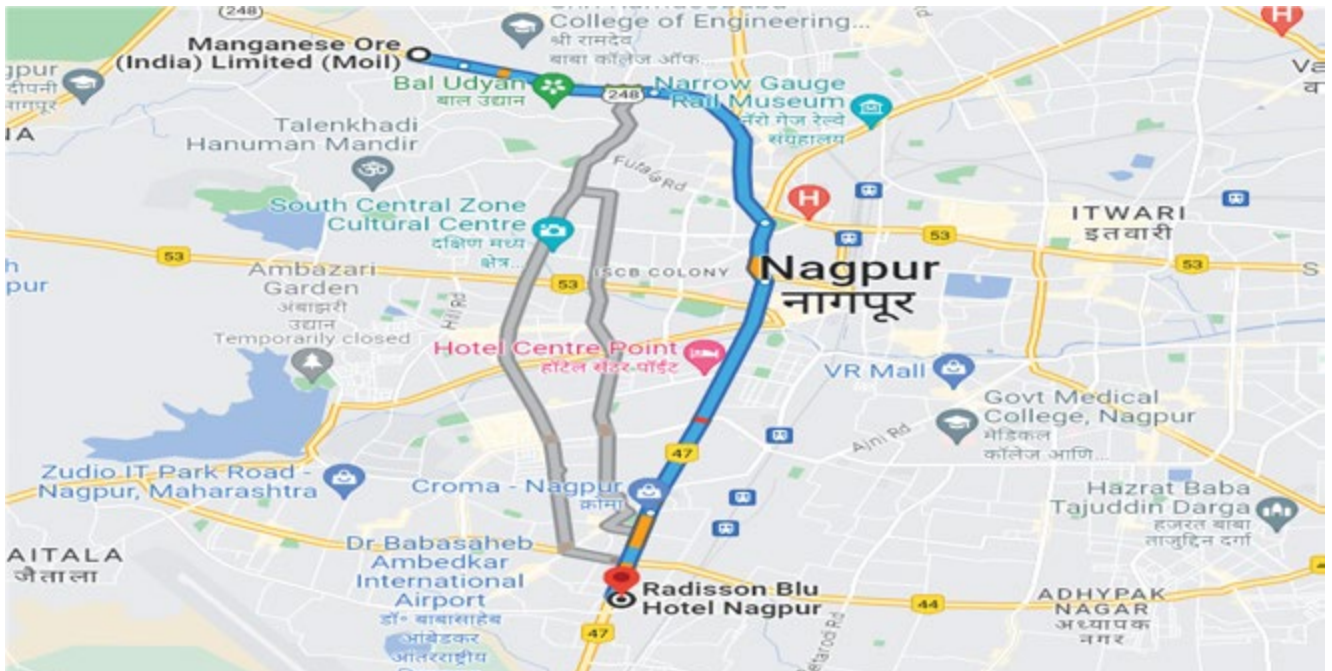 248
College of Engineering...
श्री रामदेव
बाबा कॉलेज ऑफ...
Manganese Ore
(India) Limited (Moil)
gpur
दीपनी
नागपूर
Bal Udyan
बाल उद्यान
248
Narrow Gauge
Rail Museum
नॅरो गेज रेल्वे
संग्रहालय
H
Va
व
NA
Talenkhadi
Hanuman Mandir
Futala Rd
South Central Zone
Cultural Centre
दक्षिण मध्य
क्षेत्र...
H
ITWARI
इतवारी
53
53
53
53
pur
Ambazari
Garden
अंबाझरी
उद्यान
Temporarily closed
Hill Rd
ISCB COLONY
Nagpur
नागपूर
S
Hotel Centre Point
हॉटेल सेंटर पॉईंट
VR Mall
Govt Medical
College, Nagpur
मेडिकल
कॉलेज आणि...
Ajni Rd
47
Zudio IT Park Road -
Nagpur, Maharashtra
Croma - Nagpur
क्रोमा
Hazrat Baba
Tajuddin Darga
हजरत बाबा
ताजुद्दिन दर्गा
AITALA
जैताला
Dr Babasaheb
Ambedkar
International
Airport
डॉ॰ बाबासाहेब
आंबेडकर
आंतरराष्ट्रीय
Radisson Blu
Hotel Nagpur
44
44
ADHYPAK
NAGAR
अध्यापक
नगर
47